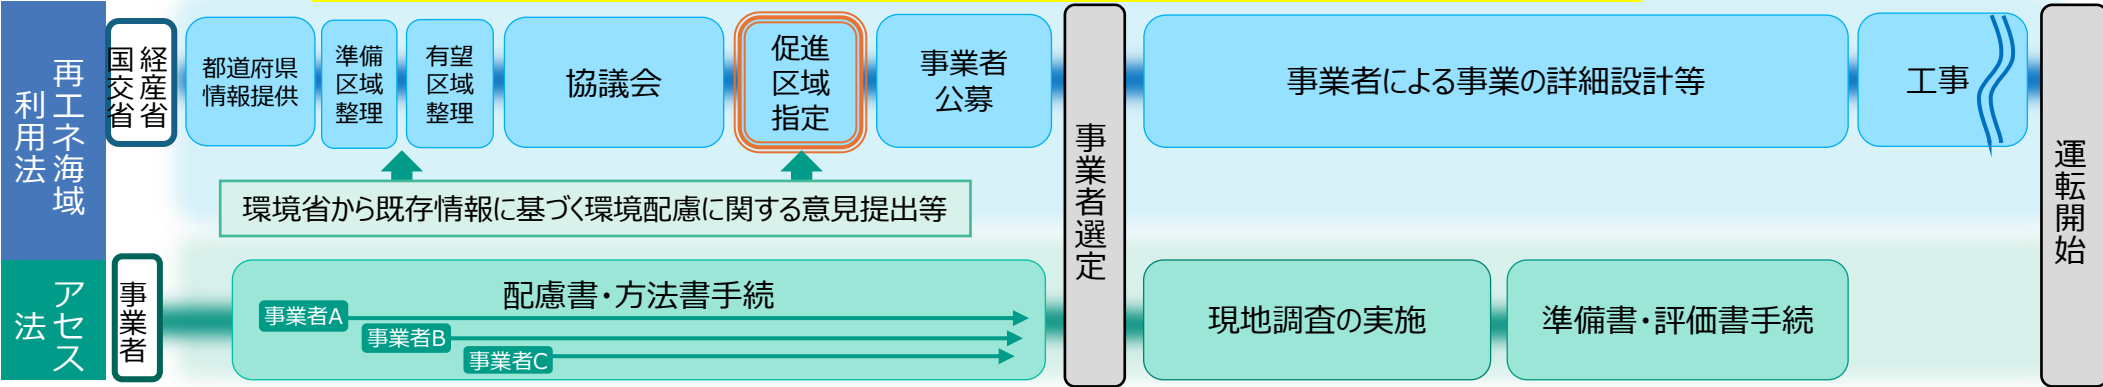 再エネ海域
利用法
経産省
国交省
都道府県
情報提供
準備
区域
整理
有望
区域
整理
協議会
促進
区域
指定
事業者
公募
事業者選定
事業者による事業の詳細設計等
工事
運転開始
環境省から既存情報に基づく環境配慮に関する意見提出等
アセス
法
事業者
配慮書・方法書手続
事業者A
事業者B
事業者C
現地調査の実施
準備書・評価書手続